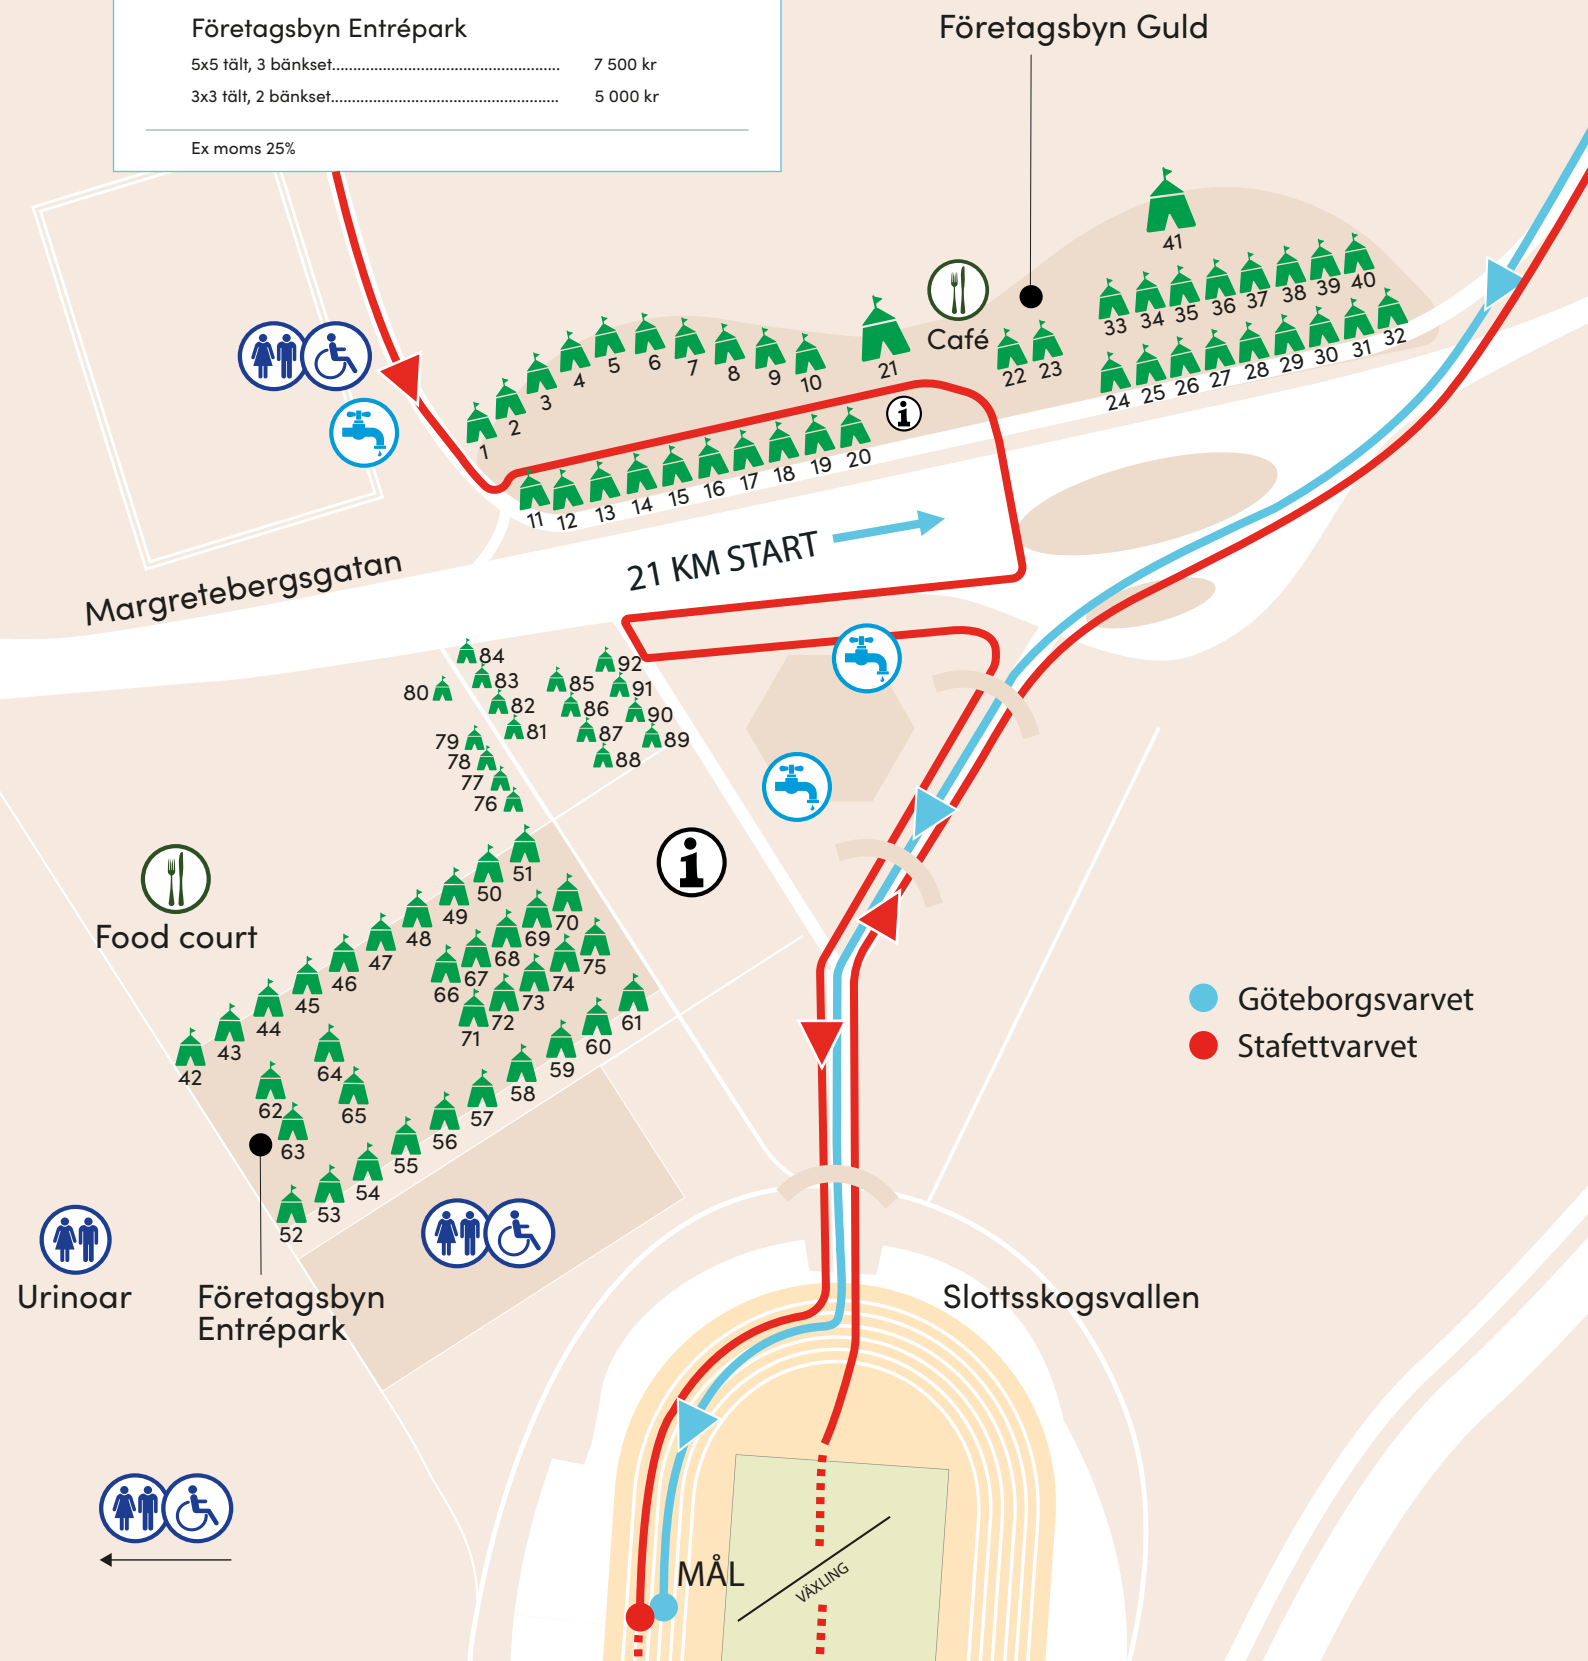 Företagsbyn Entrépark
5x5 tält, 3 bänkset...................................................... 7 500 kr
3x3 tält, 2 bänkset...................................................... 5 000 kr
Ex moms 25%
Företagsbyn Guld
41
33 34 35 36 37 38 39 40
Café
22 23
24 25 26 27 28 29 30 31 32
1 2 3 4 5 6 7 8 9 10
21
i
11 12 13 14 15 16 17 18 19 20
21 KM START
Margretebergsgatan
84
83
80
82
81
79
78
77
76
85
86
87
88
92
91
90
89
i
Food court
51
50
49
48
47
46
45
44
43
42
70
69
68
67
66
75
74
73
72
71
61
60
59
58
57
56
55
54
53
52
64
65
62
63
Göteborgsvarvet
Stafettvarvet
Urinoar
Företagsbyn
Entrépark
Slottsskogsvallen
MÅL
VÄXLING